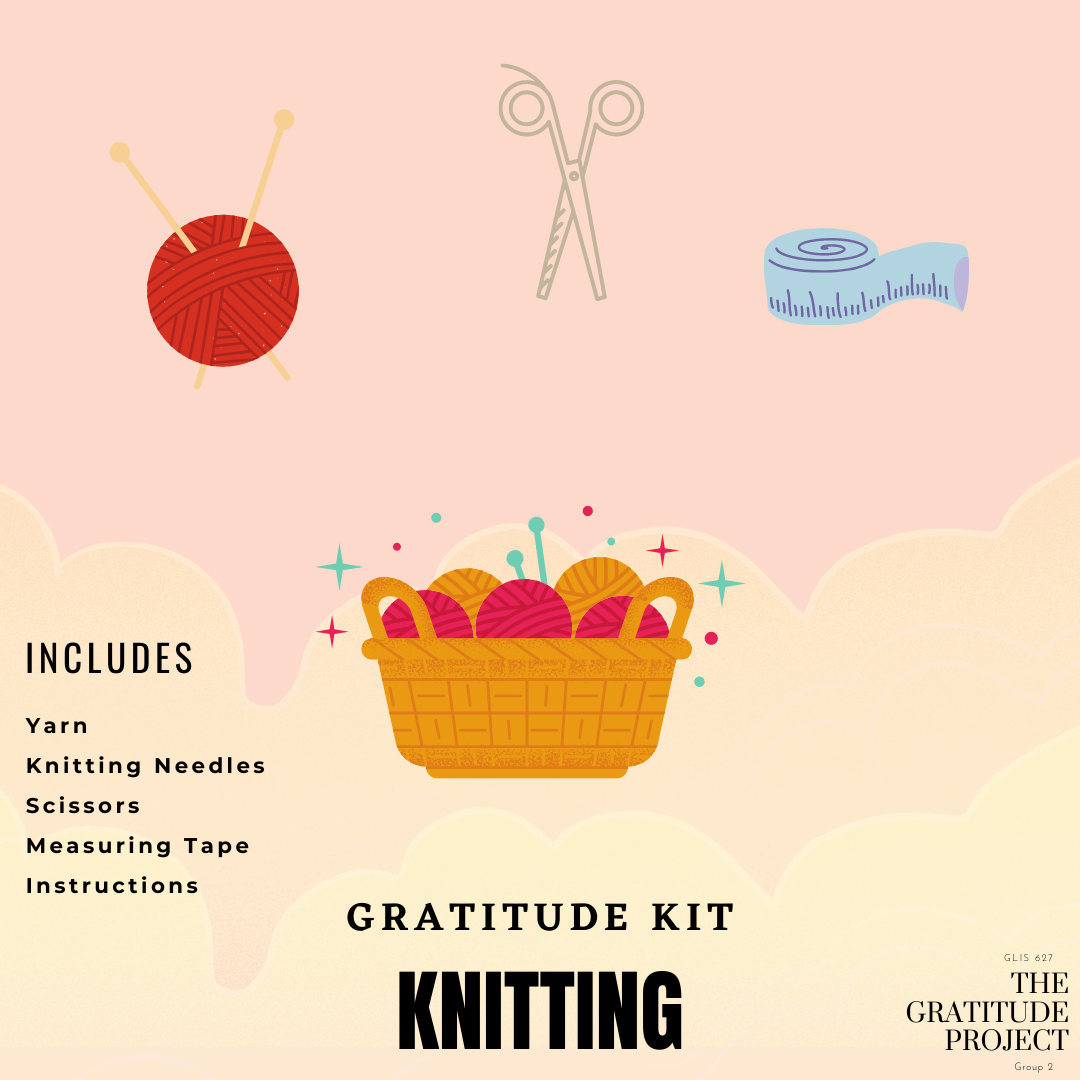 INCLUDES
Yarn
Knitting Needles
Scissors
Measuring Tape
Instructions
GRATITUDE KIT
KNITTING
GLIS 627
THE
GRATITUDE
PROJECT
Group 2